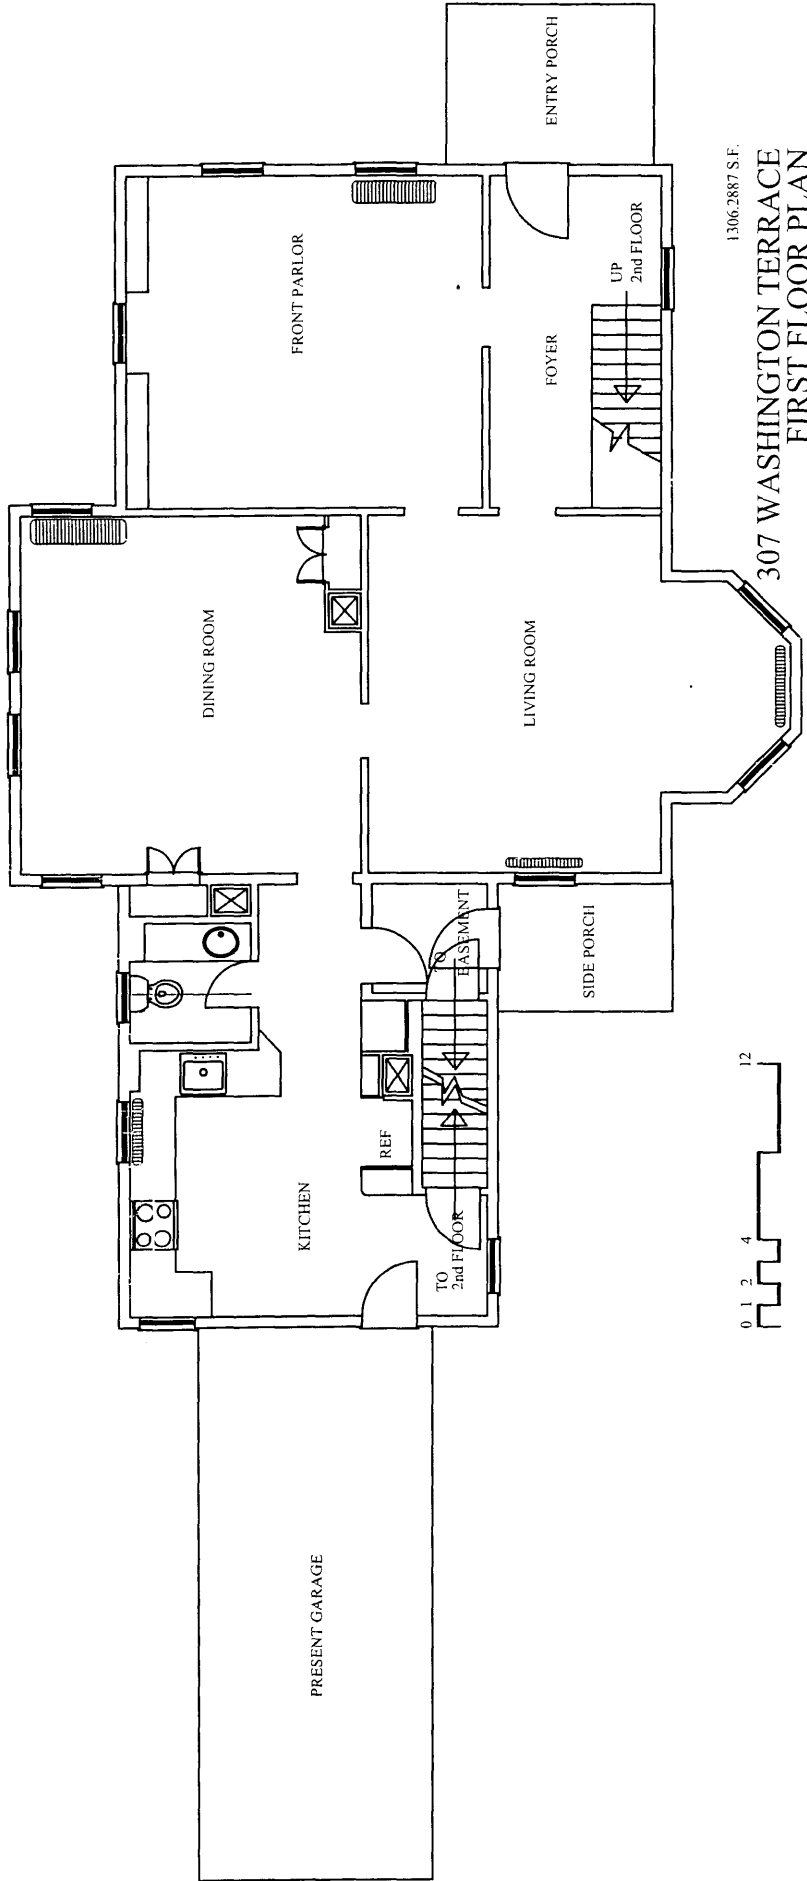 ENTRY PORCH
FRONT PARLOR
FOYER
UP
2nd FLOOR
DINING ROOM
LIVING ROOM
TO
BASEMENT
SIDE PORCH
REF
KITCHEN
TO
2nd FLOOR
PRESENT GARAGE
0 1 2 4 12
1306.2887 S.F.
307 WASHINGTON TERRACE
FIRST FLOOR PLAN